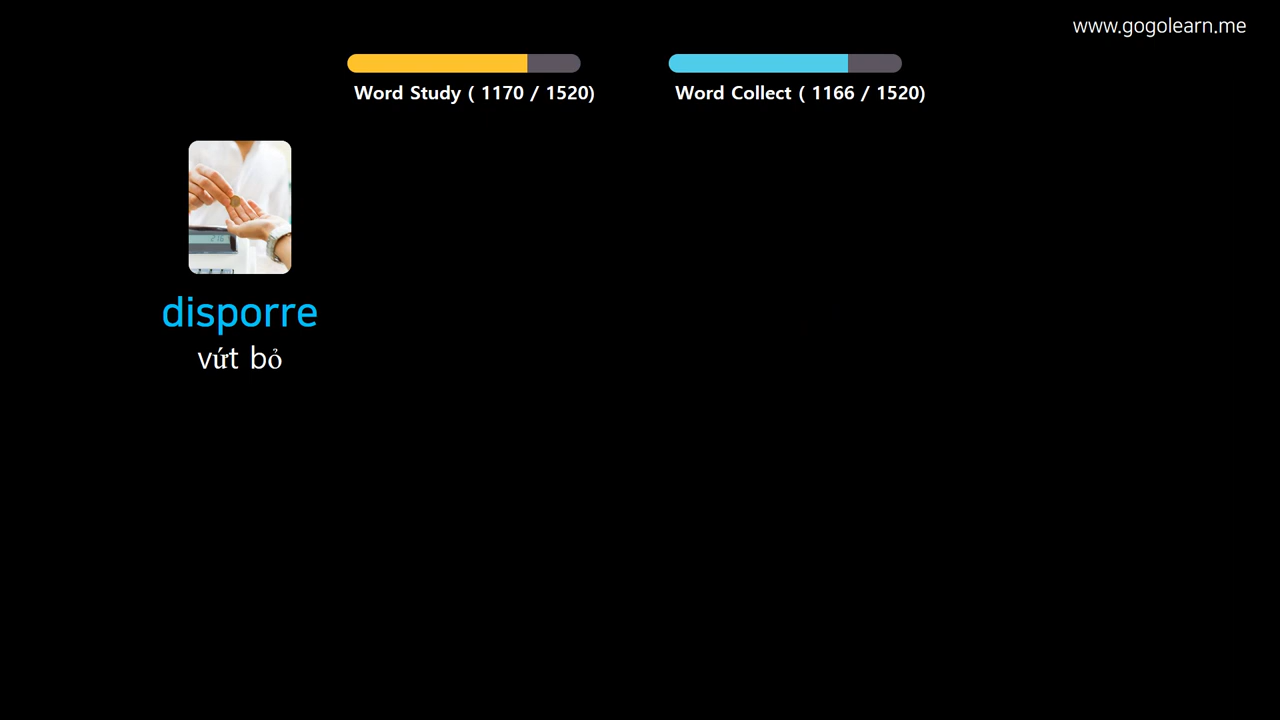 www.gogolearn.me
Word Study ( 1170 / 1520)
Word Collect ( 1166 / 1520)
disporre
vứt bỏ